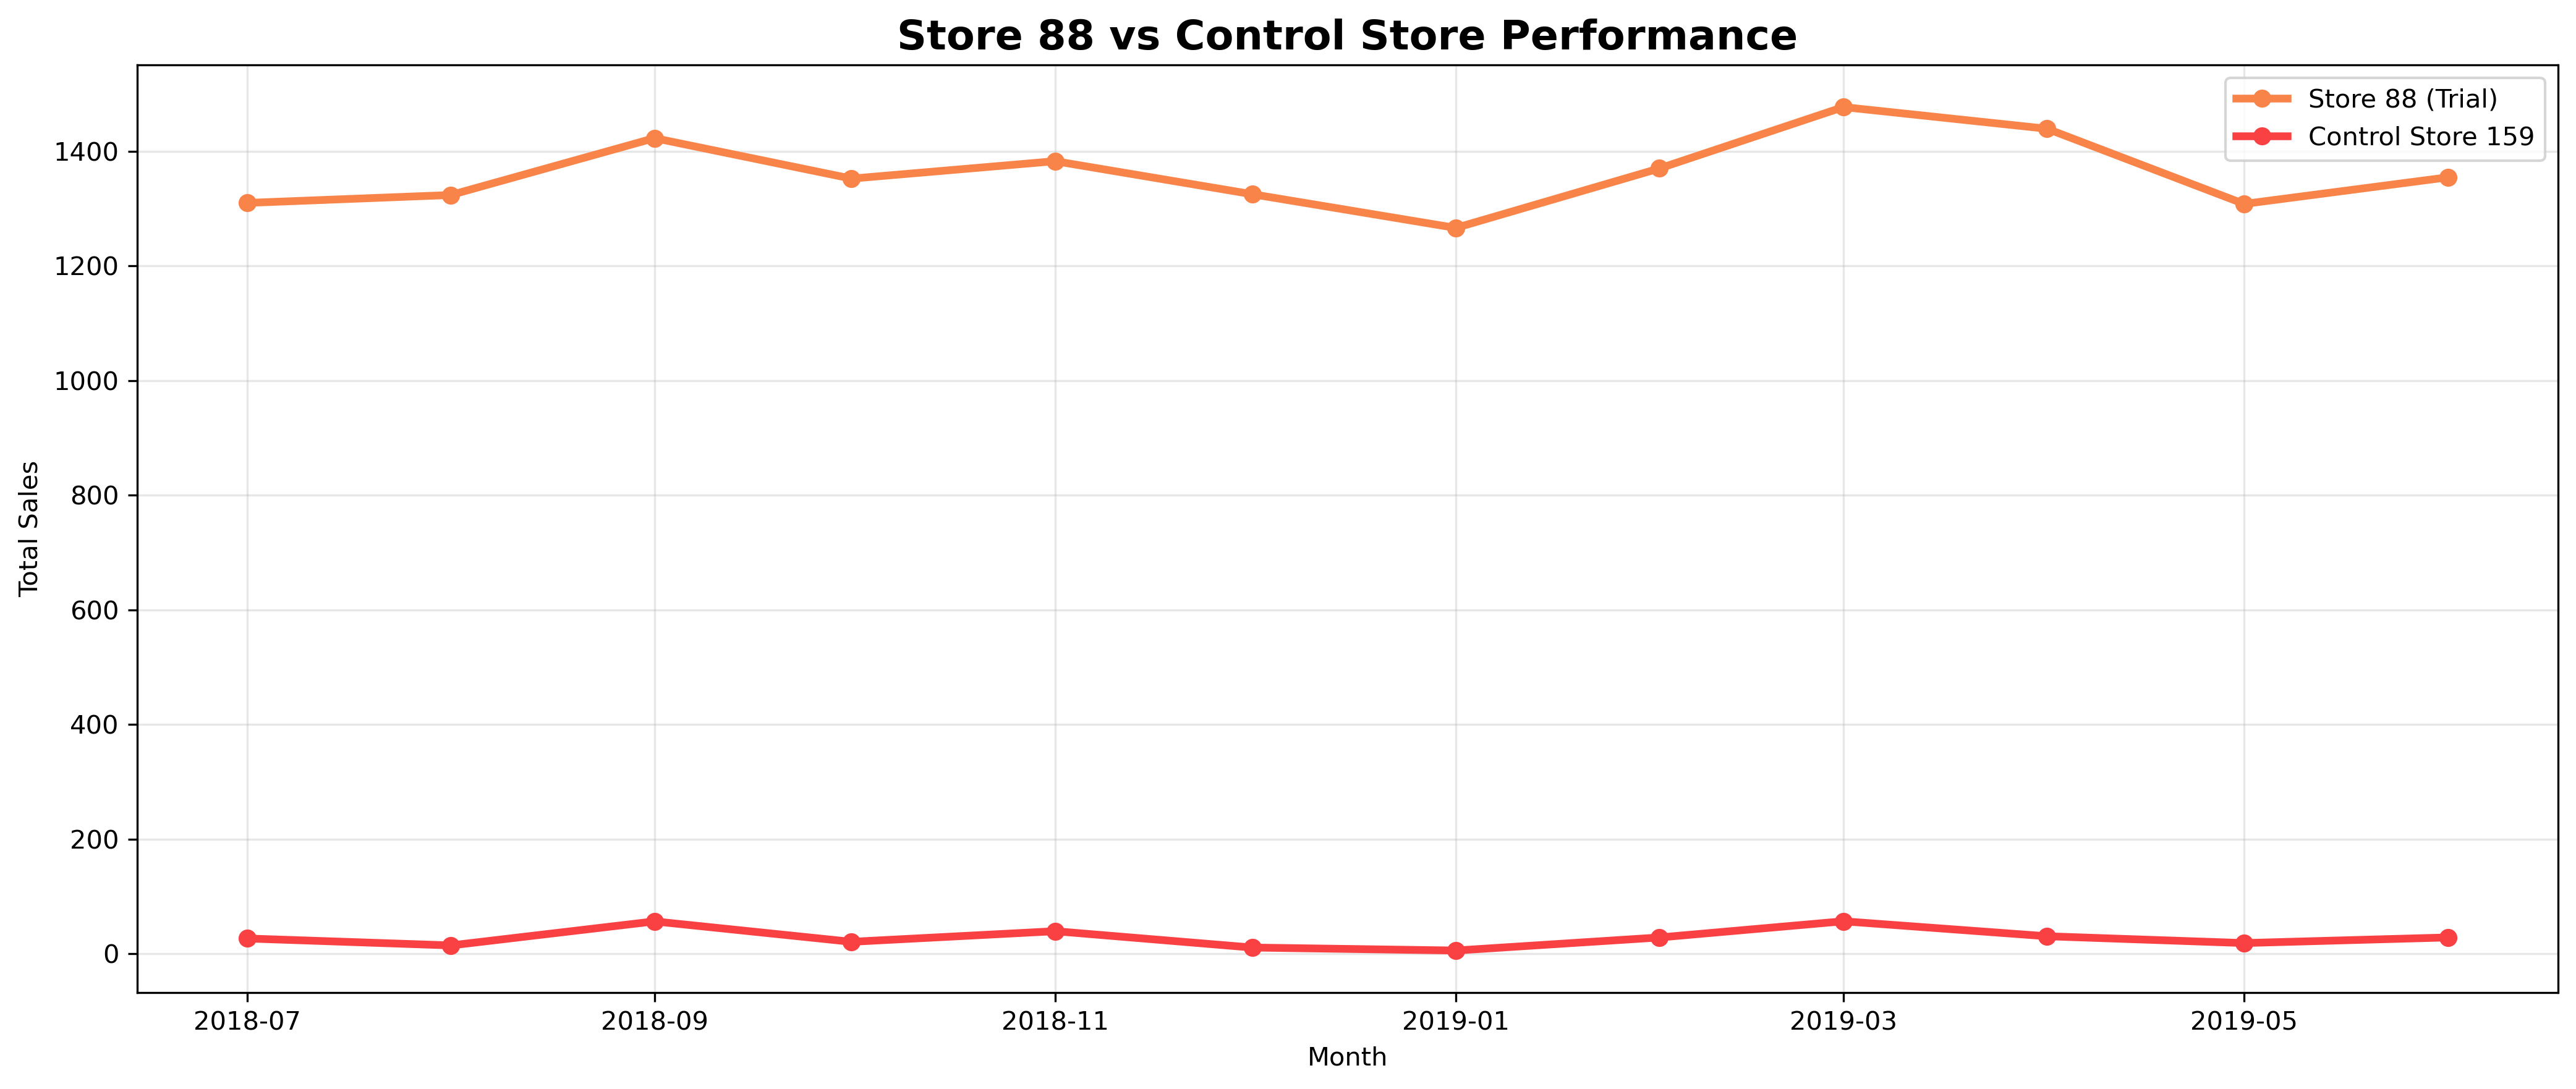 Store 88 vs Control Store Performance
Store 88 (Trial)
Control Store 159
Total Sales
1400
1200
1000
800
600
400
200
0
2018-07 2018-09 2018-11 2019-01 2019-03 2019-05
Month